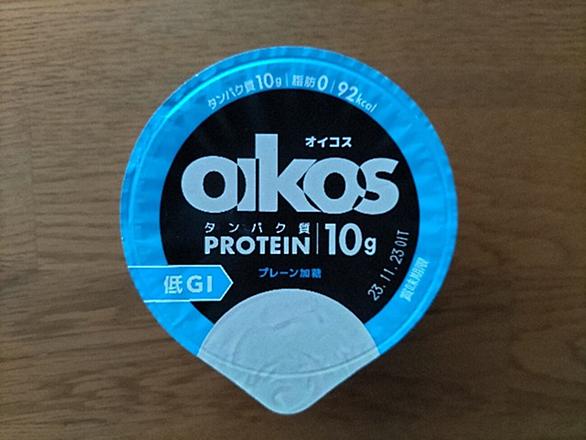 タンパク質10g | 脂肪0 | 92kcal
オイコス
oikos
タンパク質
PROTEIN | 10g
プレーン加糖
低GI
23.11.23 OIT
賞味期限